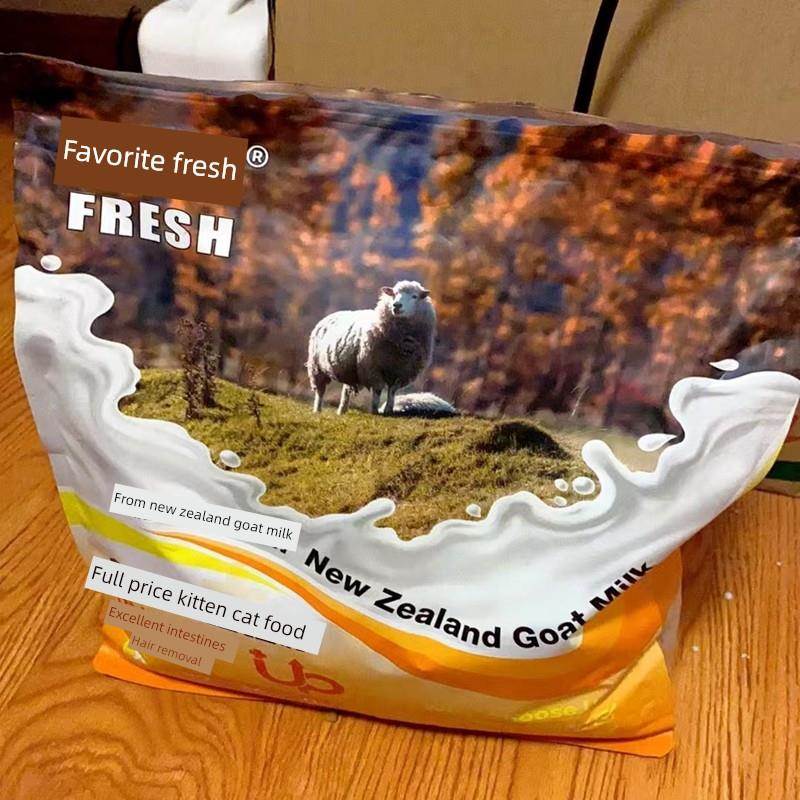 Favorite fresh ®
FRESH
From new zealand goat milk
New Zealand Goat Milk
Full price kitten cat food
Excellent intestines
Hair removal
Up